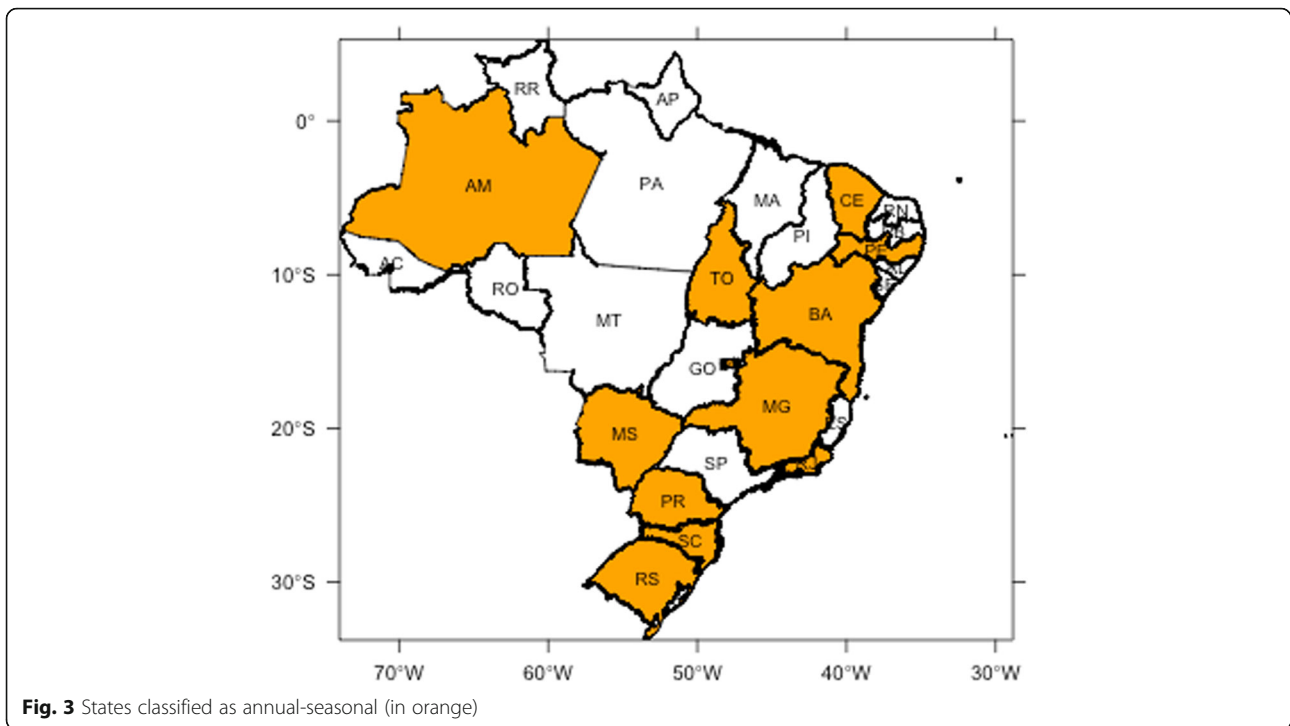 RR
AP
0°
AM
PA
MA
CE
RN
PI
PE
AC
TO
10°S
RO
BA
MT
GO
MG
MS
20°S
SP
PR
SC
RS
30°S
70°W 60°W 50°W 40°W 30°W
Fig. 3 States classified as annual-seasonal (in orange)